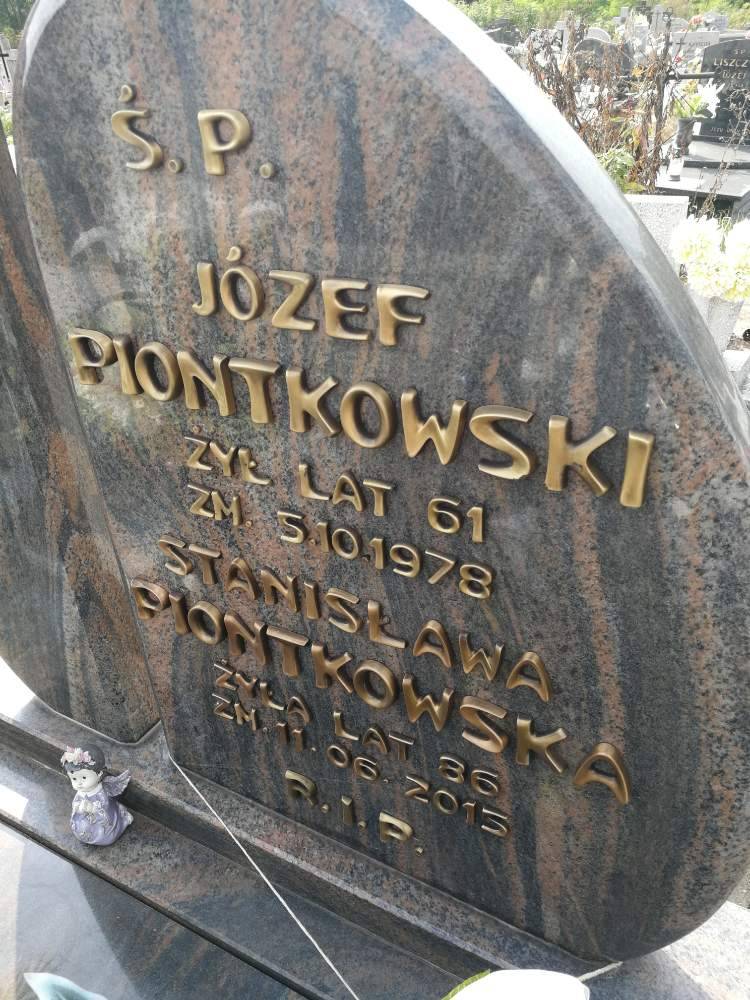 Ś. P.
JÓZEF
PIONTKOWSKI
ŻYŁ LAT 61
ZM. 5.10.1978
STANISŁAWA
PIONTKOWSKA
ŻYŁA LAT 86
ZM. 11.06.2015
R.I.P.